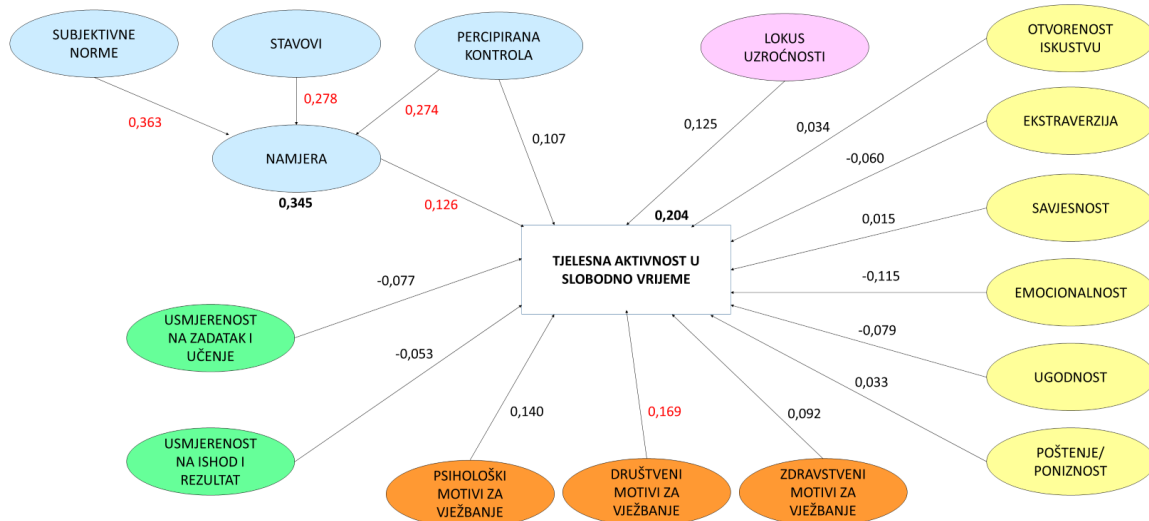 SUBJEKTIVNE
NORME
STAVOVI
PERCIPIRANA
KONTROLA
LOKUS
UZROĆNOSTI
OTVORENOST
ISKUSTVU
0,363
0,278
0,274
0,107
0,125
0,034
EKSTRAVERZIJA
-0,060
NAMJERA
0,345
0,126
0,204
0,015
SAVJESNOST
TJELESNA AKTIVNOST U
SLOBODNO VRIJEME
-0,077
-0,115
EMOCIONALNOST
USMJERENOST
NA ZADATAK I
UČENJE
-0,053
-0,079
UGODNOST
0,140
0,169
0,092
0,033
USMJERENOST
NA ISHOD I
REZULTAT
PSIHOLOŠKI
MOTIVI ZA
VJEŽBANJE
DRUŠTVENI
MOTIVI ZA
VJEŽBANJE
ZDRAVSTVENI
MOTIVI ZA
VJEŽBANJE
POŠTENJE/
PONIZNOST